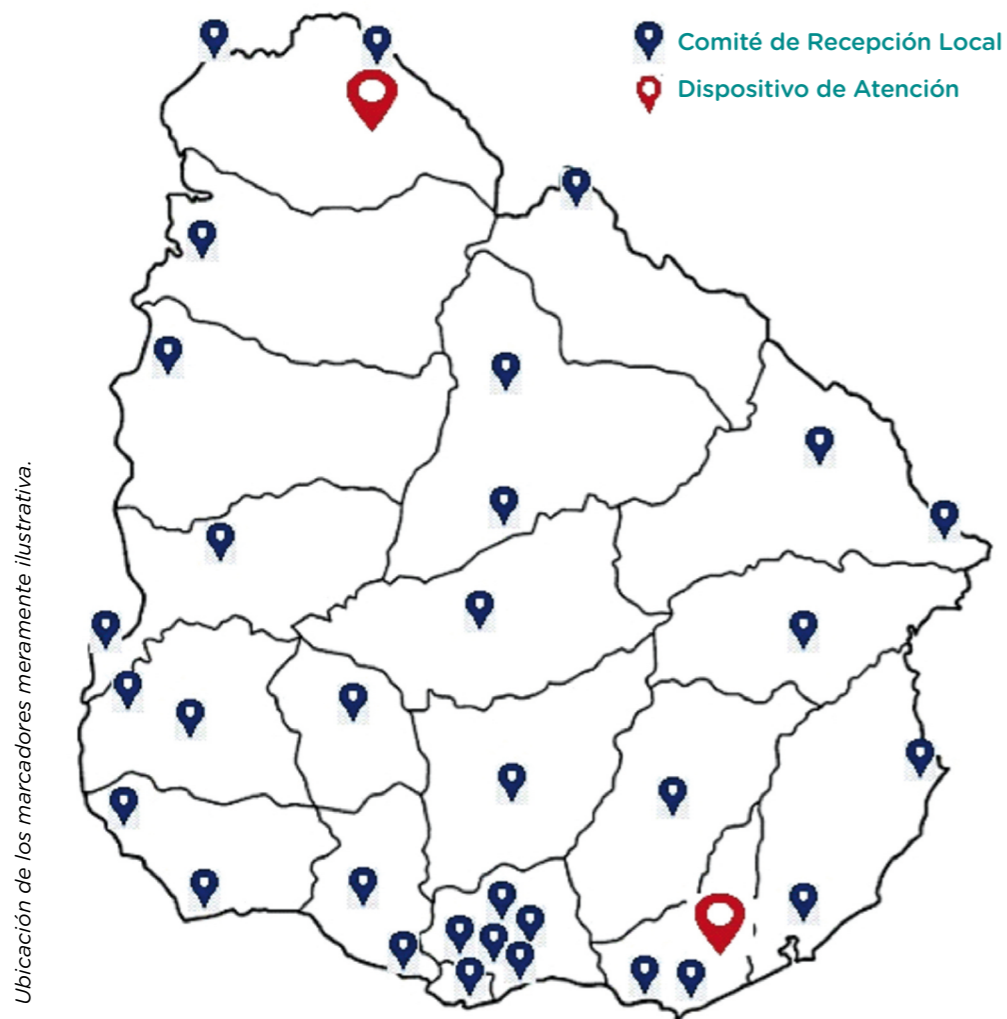 Comité de Recepción Local
Dispositivo de Atención
Ubicación de los marcadores meramente ilustrativa.